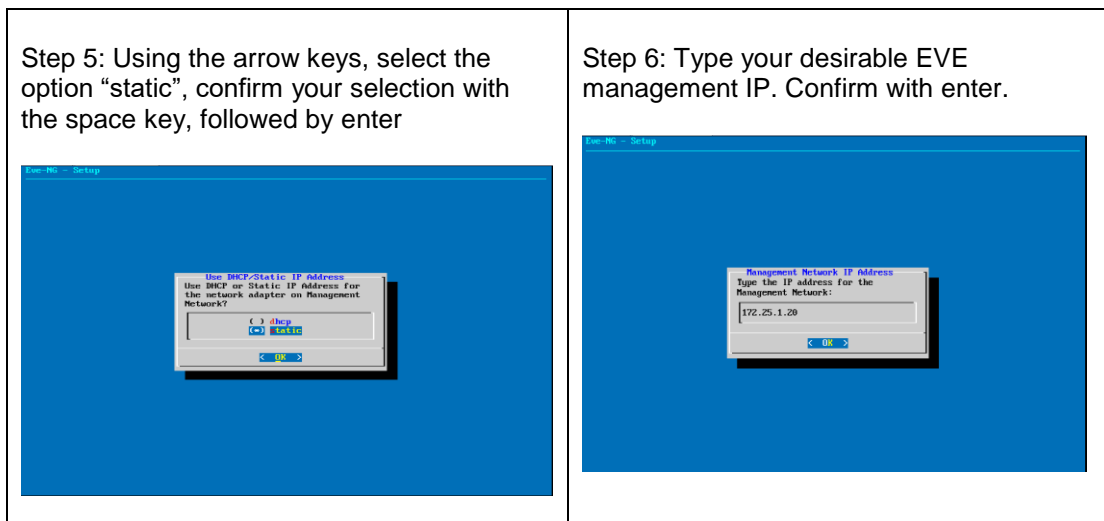 Step 5: Using the arrow keys, select the
option “static”, confirm your selection with
the space key, followed by enter
Eve-NG - Setup
Use DHCP/Static IP Address
Use DHCP or Static IP Address for
the network adapter on Management
Network?
( ) dhcp
(*) static
< OK >
Step 6: Type your desirable EVE
management IP. Confirm with enter.
Eve-NG - Setup
Management Network IP Address
Type the IP address for the
Management Network:
172.25.1.20
< OK >